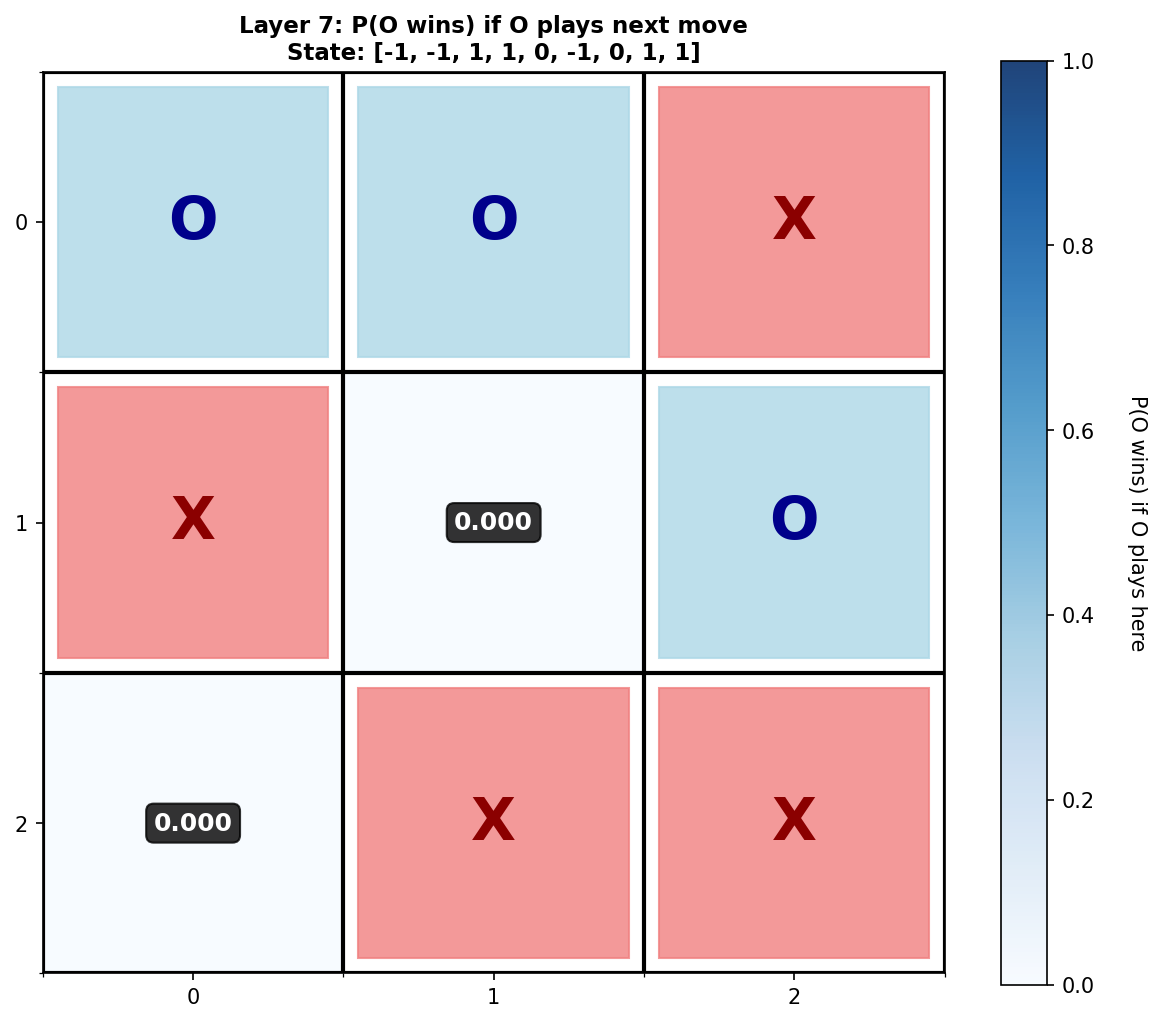 Layer 7: P(O wins) if O plays next move
State: [-1, -1, 1, 1, 0, -1, 0, 1, 1]
0 O O X
1 X 0.000 O
2 0.000 X X
0 1 2
1.0
0.8
0.6
0.4
0.2
0.0
P(O wins) if O plays here